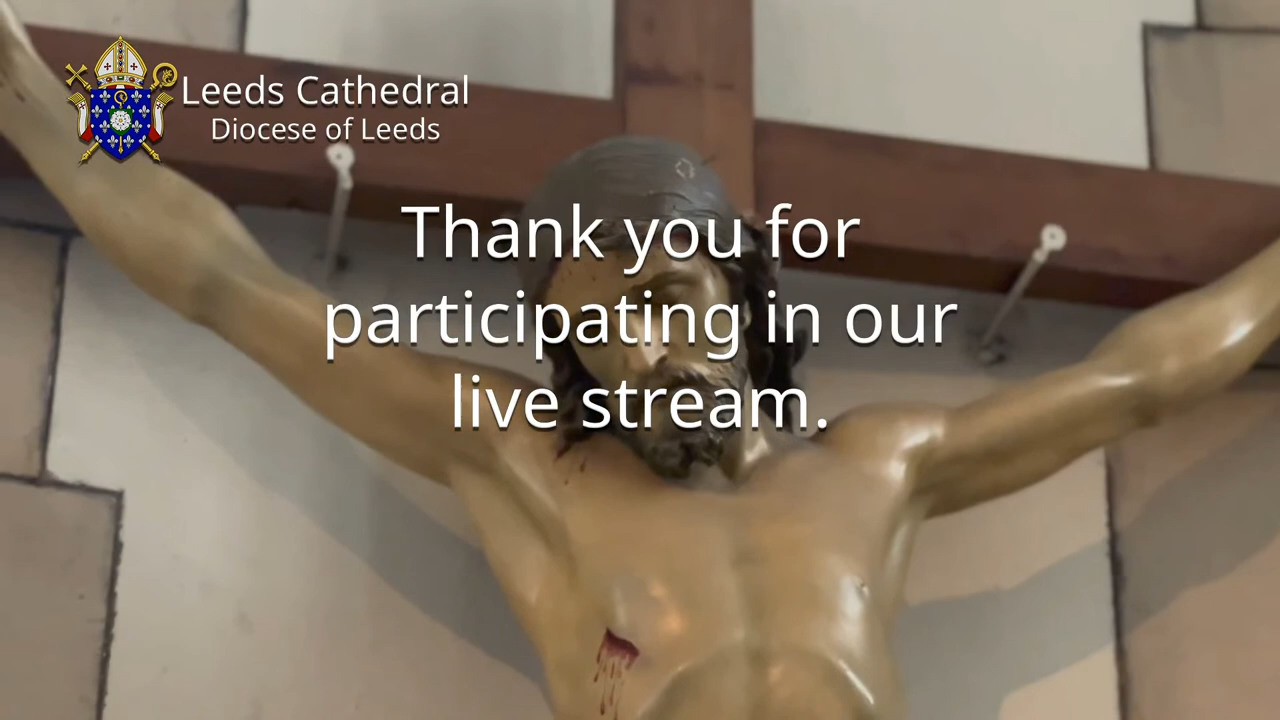 Leeds Cathedral
Diocese of Leeds
Thank you for
participating in our
live stream.